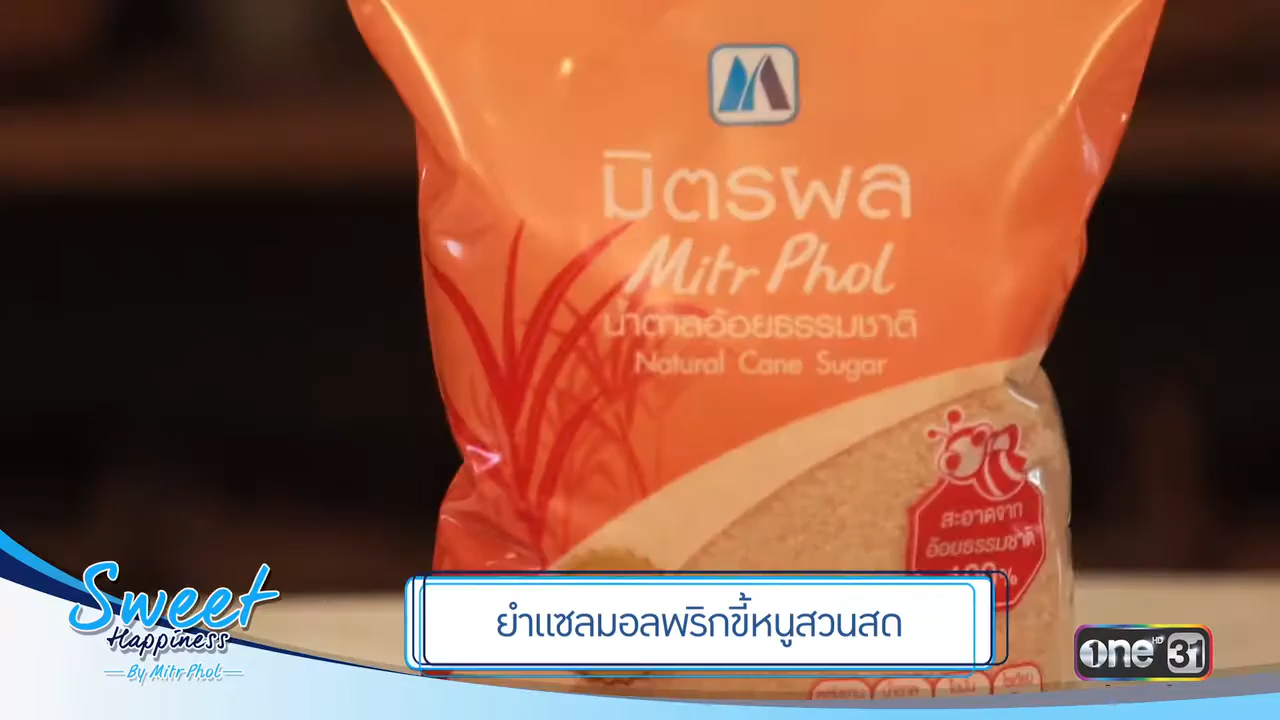 มิตรผล
Mitr Phol
น้ำตาลอ้อยธรรมชาติ
Natural Cane Sugar
สะอาดจาก
อ้อยธรรมชาติ
100%
Sweet
Happiness
By Mitr Phol
ยำแซลมอลพริกขี้หนูสวนสด
one HD 31